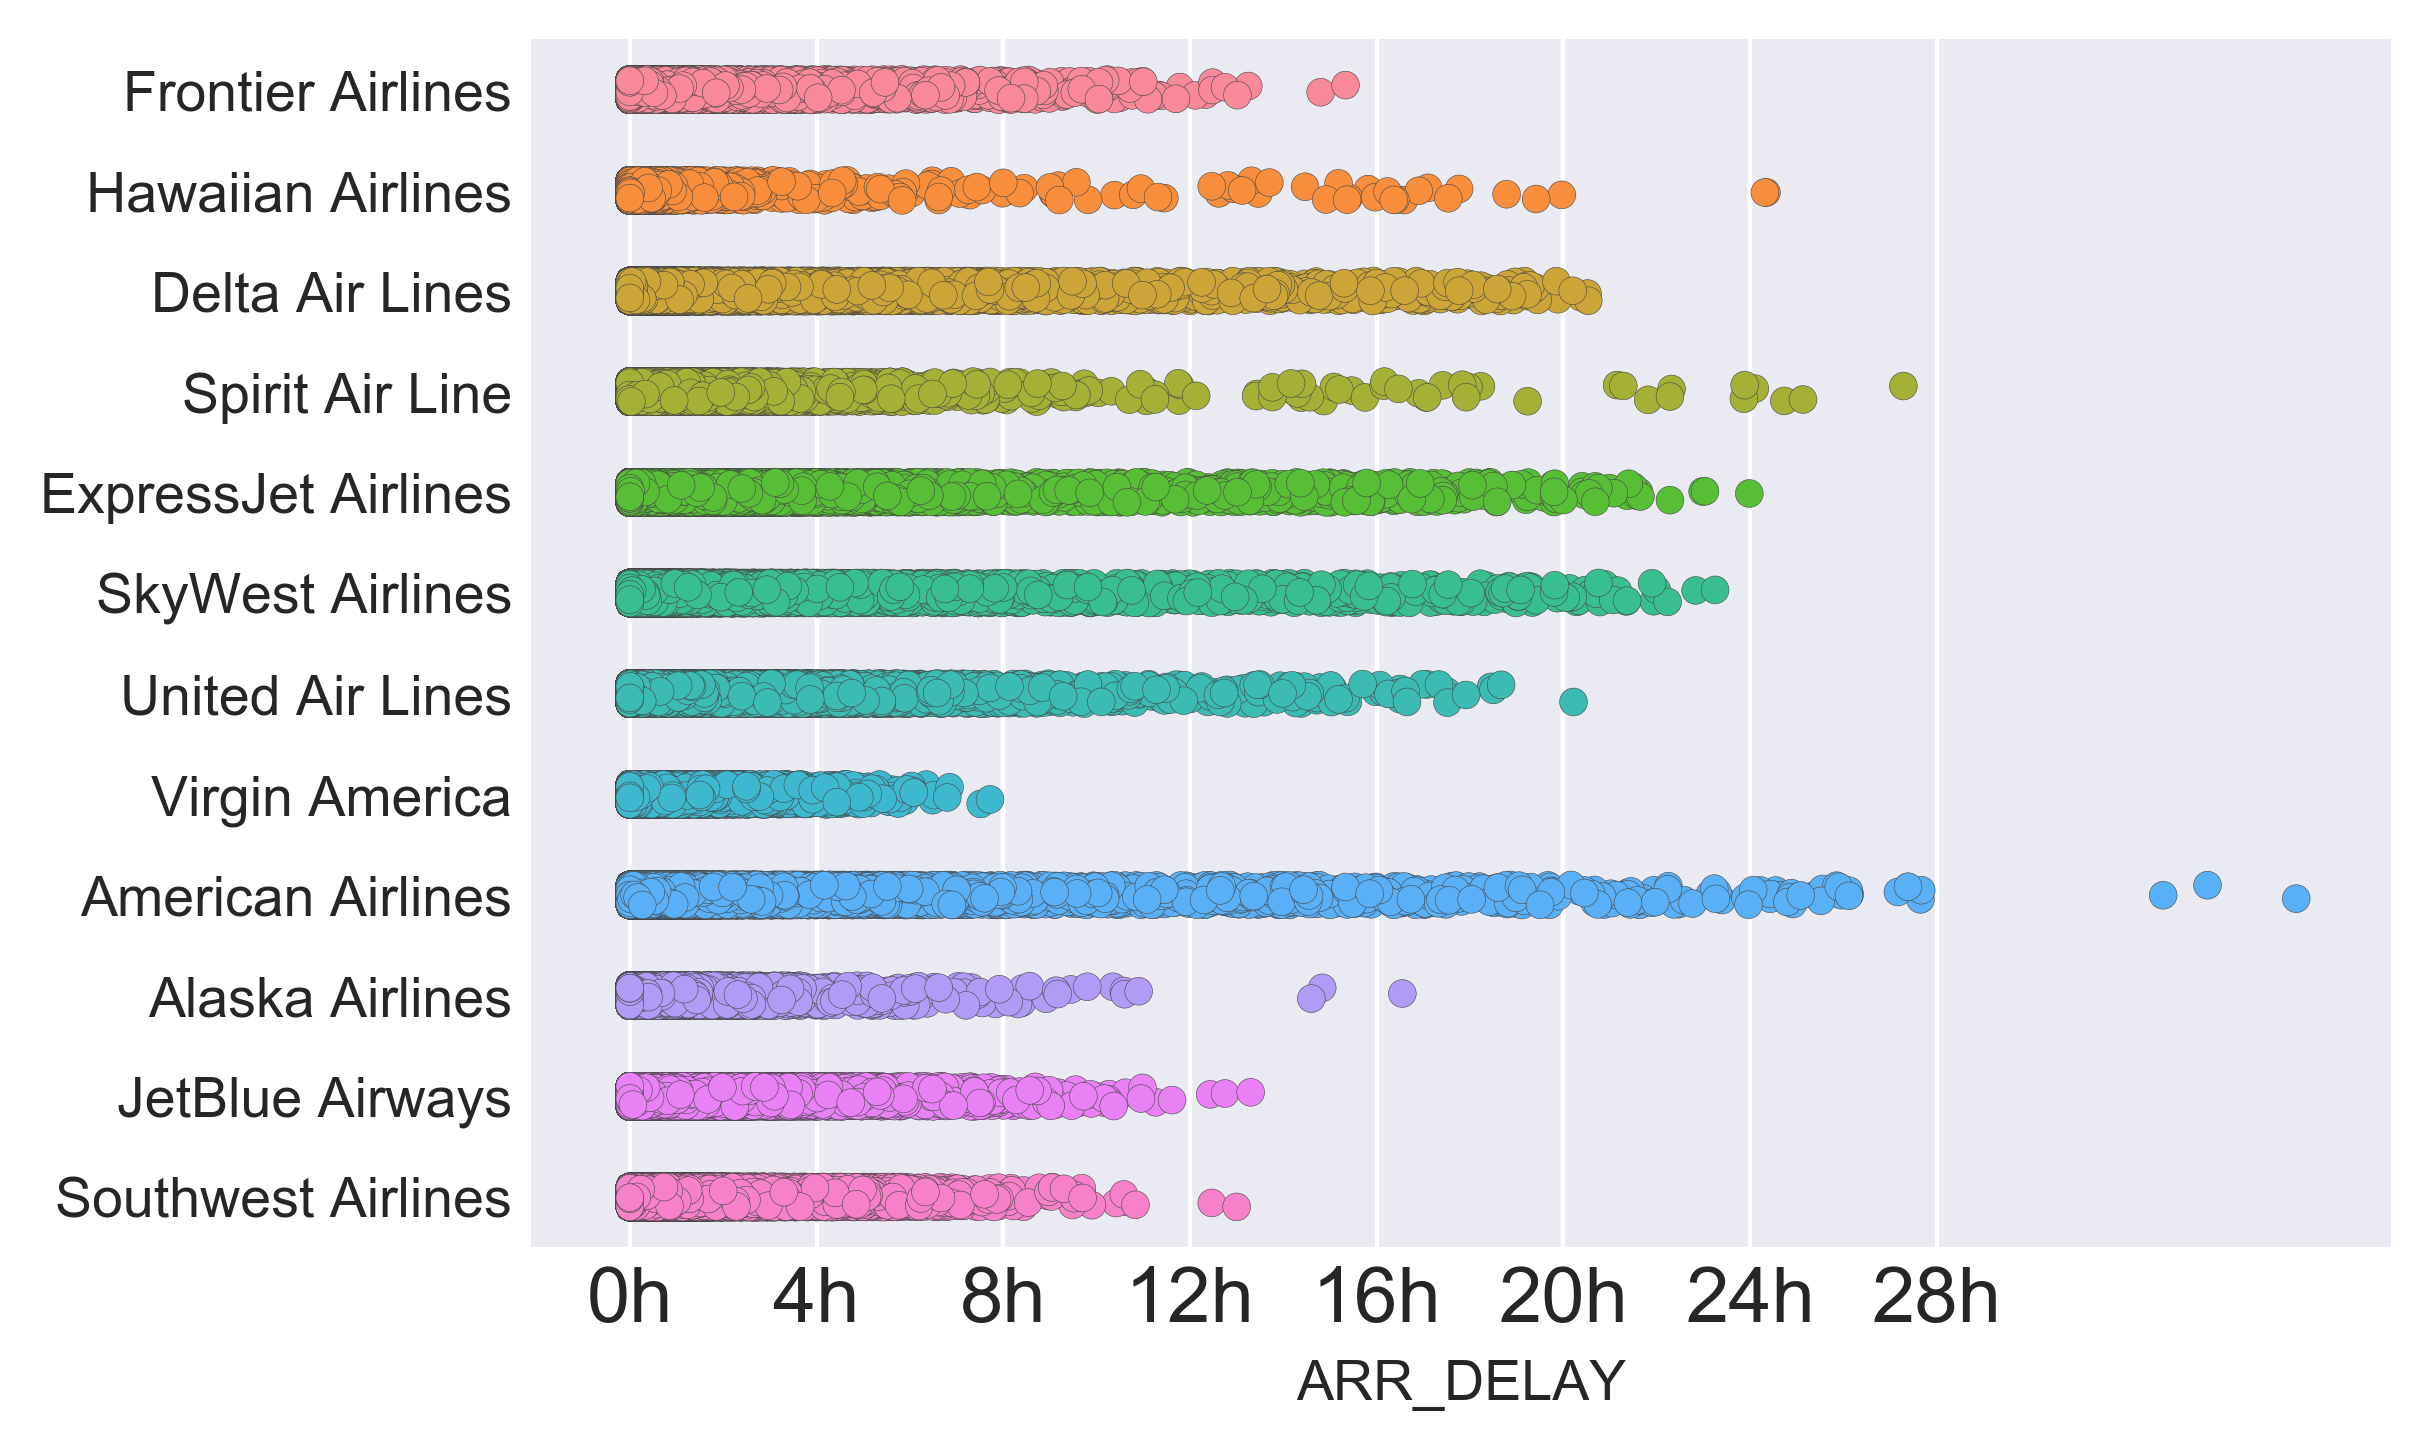 Frontier Airlines
Hawaiian Airlines
Delta Air Lines
Spirit Air Line
ExpressJet Airlines
SkyWest Airlines
United Air Lines
Virgin America
American Airlines
Alaska Airlines
JetBlue Airways
Southwest Airlines
0h 4h 8h 12h 16h 20h 24h 28h
ARR_DELAY